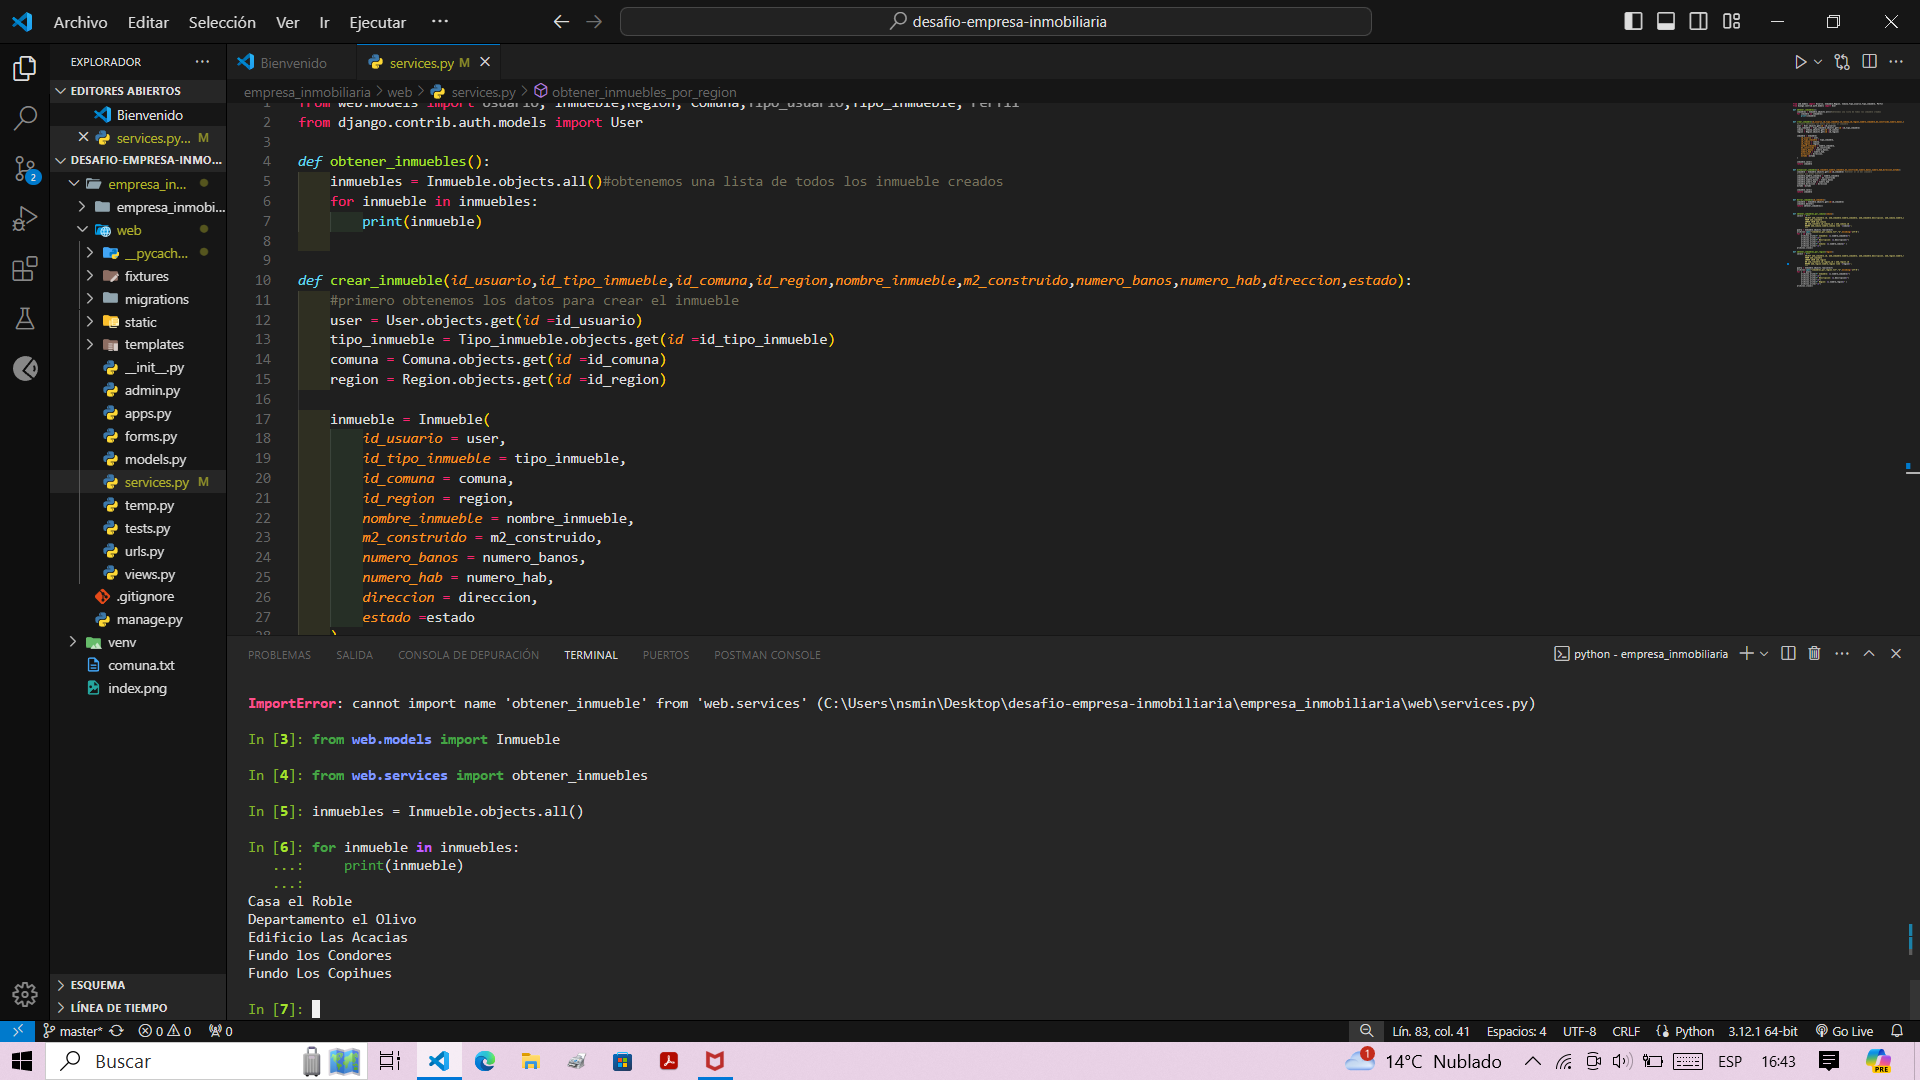 Archivo Editar Selección Ver Ir Ejecutar ···
desafio-empresa-inmobiliaria
EXPLORADOR
EDITORES ABIERTOS
Bienvenido
services.py... M
DESAFIO-EMPRESA-INMO...
empresa_in...
empresa_inmobi...
web
__pycach...
fixtures
migrations
static
templates
__init__.py
admin.py
apps.py
forms.py
models.py
services.py M
temp.py
tests.py
urls.py
views.py
.gitignore
manage.py
venv
comuna.txt
index.png
ESQUEMA
LÍNEA DE TIEMPO
2
Bienvenido
services.py M
empresa_inmobiliaria > web > services.py > obtener_inmuebles_por_region
1 from web.models import Usuario, Inmueble,Region, Comuna,Tipo_usuario,Tipo_inmueble, Perfil
2 from django.contrib.auth.models import User
3
4 def obtener_inmuebles():
5 inmuebles = Inmueble.objects.all()#obtenemos una lista de todos los inmueble creados
6 for inmueble in inmuebles:
7 print(inmueble)
8
9
10 def crear_inmueble(id_usuario,id_tipo_inmueble,id_comuna,id_region,nombre_inmueble,m2_construido,numero_banos,numero_hab,direccion,estado):
11 #primero obtenemos los datos para crear el inmueble
12 user = User.objects.get(id =id_usuario)
13 tipo_inmueble = Tipo_inmueble.objects.get(id =id_tipo_inmueble)
14 comuna = Comuna.objects.get(id =id_comuna)
15 region = Region.objects.get(id =id_region)
16
17 inmueble = Inmueble(
18 id_usuario = user,
19 id_tipo_inmueble = tipo_inmueble,
20 id_comuna = comuna,
21 id_region = region,
22 nombre_inmueble = nombre_inmueble,
23 m2_construido = m2_construido,
24 numero_banos = numero_banos,
25 numero_hab = numero_hab,
26 direccion = direccion,
27 estado =estado
28 )
PROBLEMAS SALIDA CONSOLA DE DEPURACIÓN TERMINAL PUERTOS POSTMAN CONSOLE
python - empresa_inmobiliaria
ImportError: cannot import name 'obtener_inmueble' from 'web.services' (C:\Users\nsmin\Desktop\desafio-empresa-inmobiliaria\empresa_inmobiliaria\web\services.py)
In [3]: from web.models import Inmueble
In [4]: from web.services import obtener_inmuebles
In [5]: inmuebles = Inmueble.objects.all()
In [6]: for inmueble in inmuebles:
...: print(inmueble)
...:
Casa el Roble
Departamento el Olivo
Edificio Las Acacias
Fundo los Condores
Fundo Los Copihues
In [7]:
master* 0 0 0
Lín. 83, col. 41 Espacios: 4 UTF-8 CRLF Python 3.12.1 64-bit Go Live
Buscar
1 14°C Nublado ESP 16:43 PRE